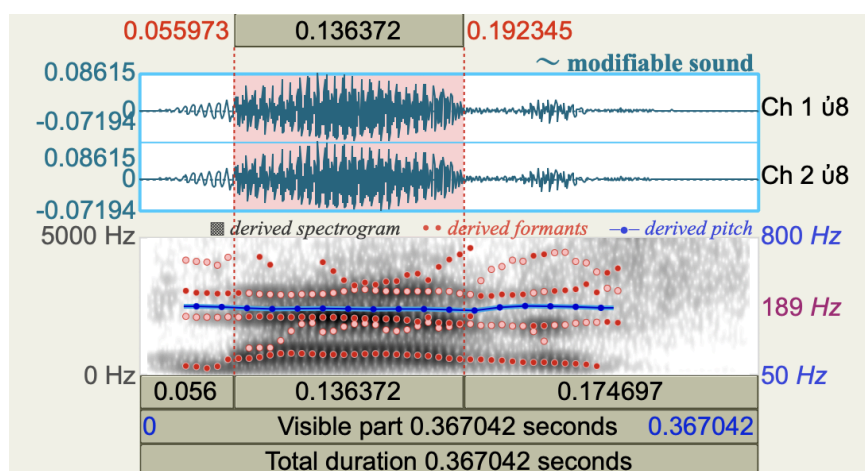 0.055973 0.136372 0.192345
~ modifiable sound
0.08615
0
-0.07194
Ch 1 ů8
0.08615
0
-0.07194
Ch 2 ů8
derived spectrogram derived formants derived pitch
5000 Hz 800 Hz
189 Hz
0 Hz 50 Hz
0.056 0.136372 0.174697
0 Visible part 0.367042 seconds 0.367042
Total duration 0.367042 seconds